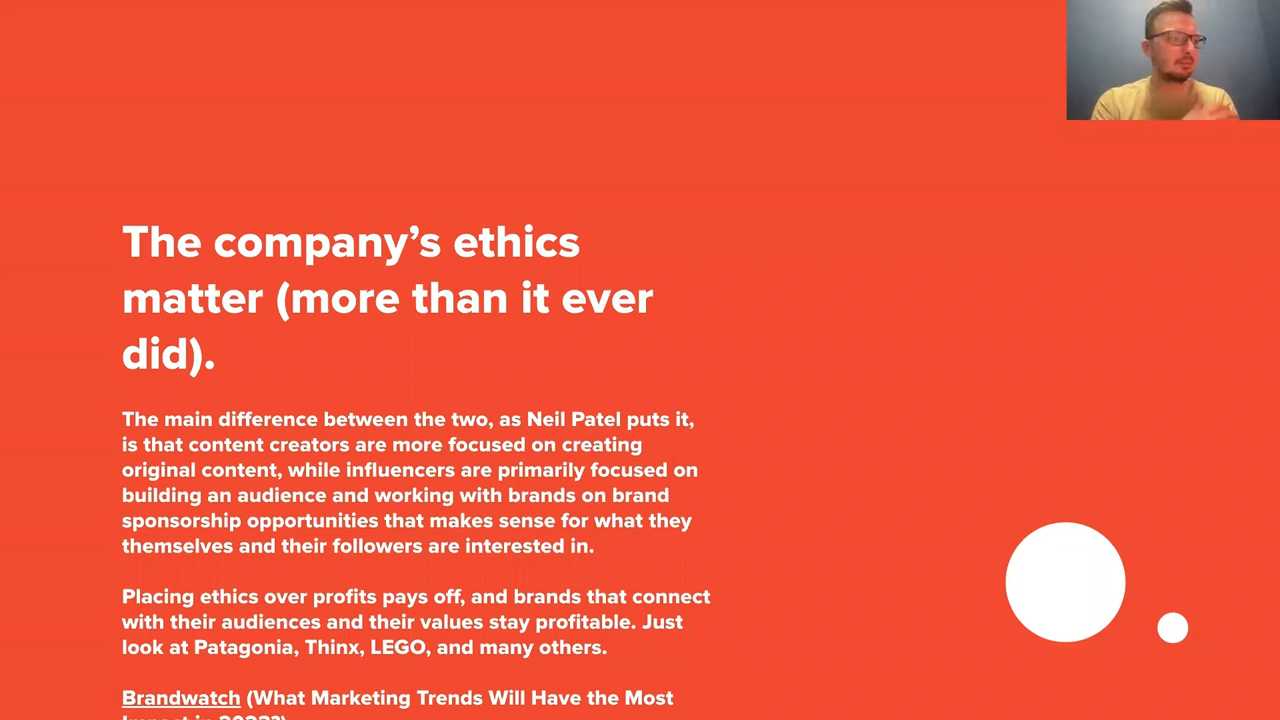 The company’s ethics
matter (more than it ever
did).
The main difference between the two, as Neil Patel puts it,
is that content creators are more focused on creating
original content, while influencers are primarily focused on
building an audience and working with brands on brand
sponsorship opportunities that makes sense for what they
themselves and their followers are interested in.
Placing ethics over profits pays off, and brands that connect
with their audiences and their values stay profitable. Just
look at Patagonia, Thinx, LEGO, and many others.
Brandwatch (What Marketing Trends Will Have the Most
Impact in